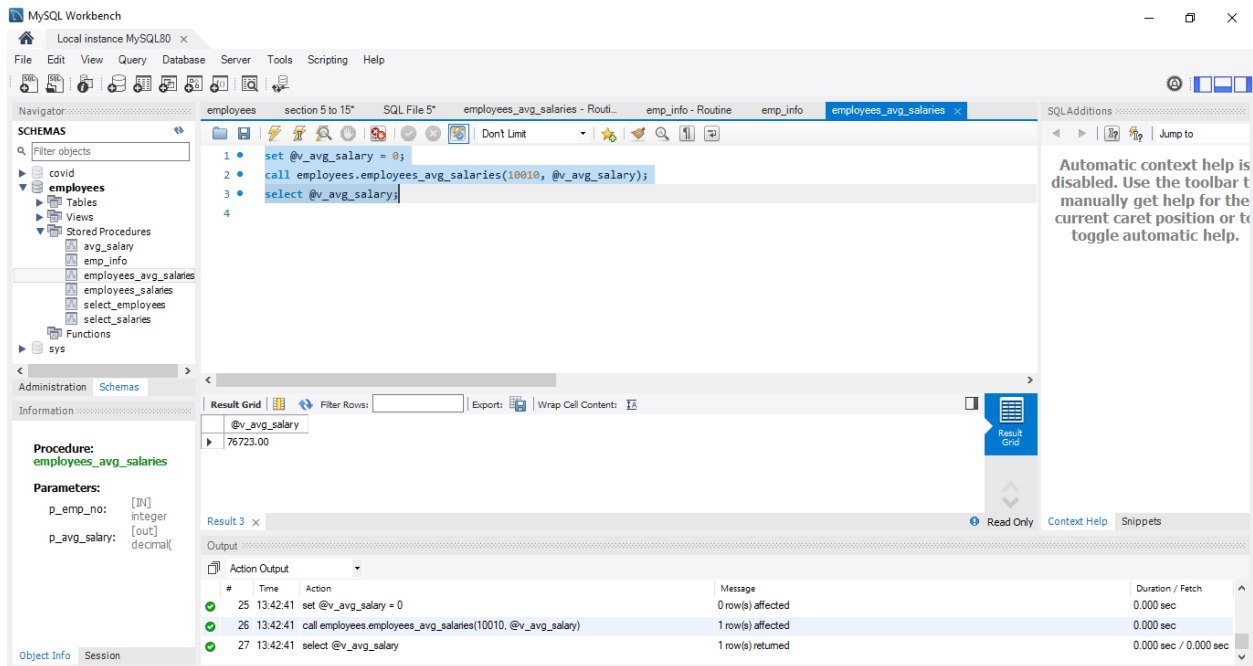 MySQL Workbench
Local instance MySQL80
File Edit View Query Database Server Tools Scripting Help
Navigator
SCHEMAS
Filter objects
covid
employees
Tables
Views
Stored Procedures
avg_salary
emp_info
employees_avg_salaries
employees_salaries
select_employees
select_salaries
Functions
sys
Administration Schemas
Information
Procedure:
employees_avg_salaries
Parameters:
p_emp_no: [IN] integer
p_avg_salary: [out] decimal(
Object Info Session
employees section 5 to 15* SQL File 5* employees_avg_salaries - Routi... emp_info - Routine emp_info employees_avg_salaries
Don't Limit
1 set @v_avg_salary = 0;
2 call employees.employees_avg_salaries(10010, @v_avg_salary);
3 select @v_avg_salary;
4
Result Grid Filter Rows: Export: Wrap Cell Content:
@v_avg_salary
76723.00
Result Grid
Result 3 Read Only
Output
Action Output
# Time Action Message Duration / Fetch
25 13:42:41 set @v_avg_salary = 0 0 row(s) affected 0.000 sec
26 13:42:41 call employees.employees_avg_salaries(10010, @v_avg_salary) 1 row(s) affected 0.000 sec
27 13:42:41 select @v_avg_salary 1 row(s) returned 0.000 sec / 0.000 sec
SQLAdditions
Jump to
Automatic context help is
disabled. Use the toolbar t
manually get help for the
current caret position or to
toggle automatic help.
Context Help Snippets